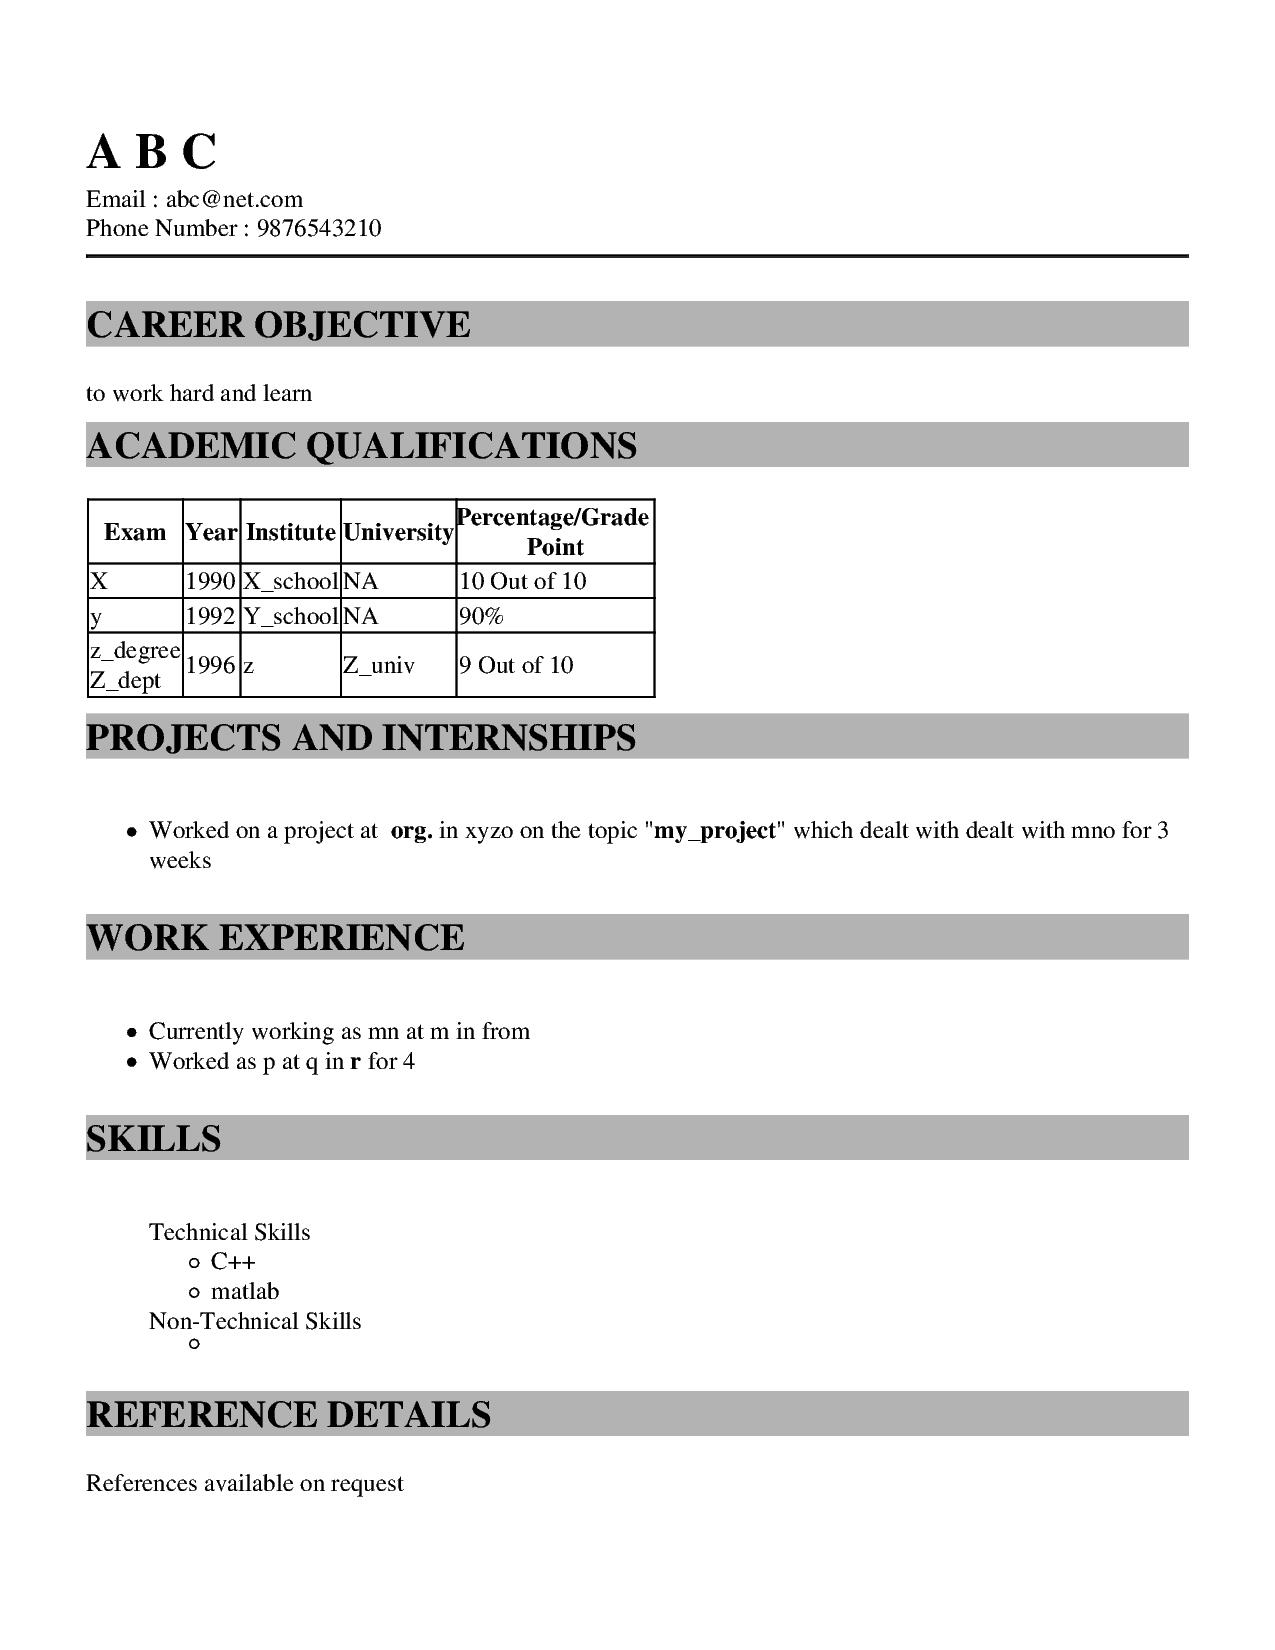 A B C
Email : abc@net.com
Phone Number : 9876543210
CAREER OBJECTIVE
to work hard and learn
ACADEMIC QUALIFICATIONS
Exam Year Institute University Percentage/Grade Point
X 1990 X_school NA 10 Out of 10
y 1992 Y_school NA 90%
z_degree Z_dept 1996 z Z_univ 9 Out of 10
PROJECTS AND INTERNSHIPS
• Worked on a project at  org. in xyzo on the topic "my_project" which dealt with dealt with mno for 3
weeks
WORK EXPERIENCE
• Currently working as mn at m in from
• Worked as p at q in r for 4
SKILLS
Technical Skills
○ C++
○ matlab
Non-Technical Skills
○
REFERENCE DETAILS
References available on request